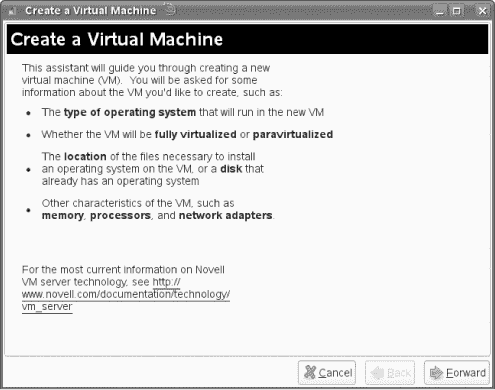 Create a Virtual Machine
Create a Virtual Machine
This assistant will guide you through creating a new
virtual machine (VM). You will be asked for some
information about the VM you'd like to create, such as:
• The type of operating system that will run in the new VM
• Whether the VM will be fully virtualized or paravirtualized
The location of the files necessary to install
• an operating system on the VM, or a disk that
already has an operating system
• Other characteristics of the VM, such as
memory, processors, and network adapters.
For the most current information on Novell
VM server technology, see http://
www.novell.com/documentation/technology/
vm_server
Cancel Back Forward